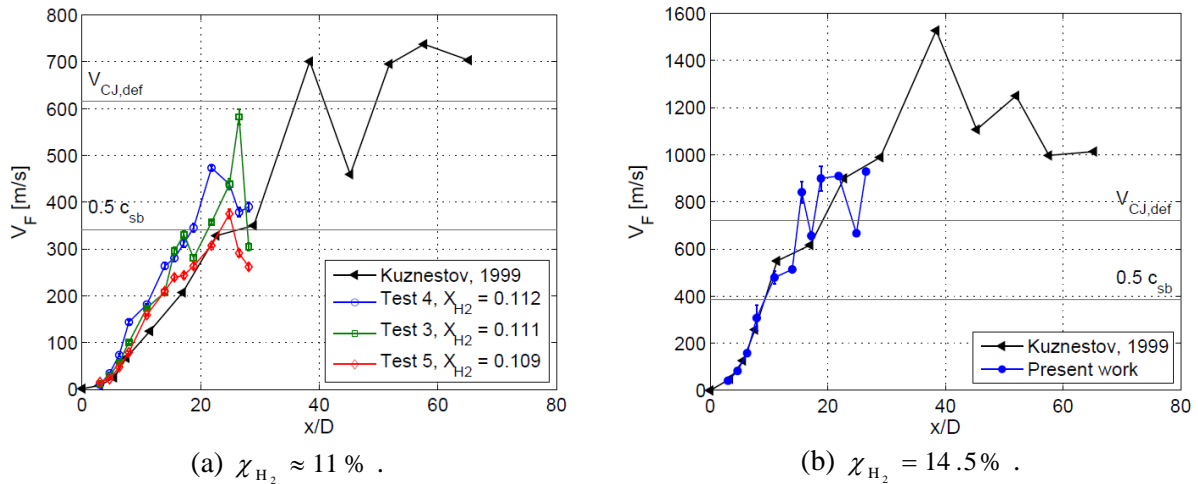 800
700
600
500
400
300
200
100
0
V_F [m/s]
V_CJ,def
0.5 c_sb
Kuznestov, 1999
Test 4, X_H2 = 0.112
Test 3, X_H2 = 0.111
Test 5, X_H2 = 0.109
0 20 40 60 80
x/D
(a) χ_H₂ ≈ 11 % .
1600
1400
1200
1000
800
600
400
200
0
V_F [m/s]
V_CJ,def
0.5 c_sb
Kuznestov, 1999
Present work
0 20 40 60 80
x/D
(b) χ_H₂ = 14 .5% .